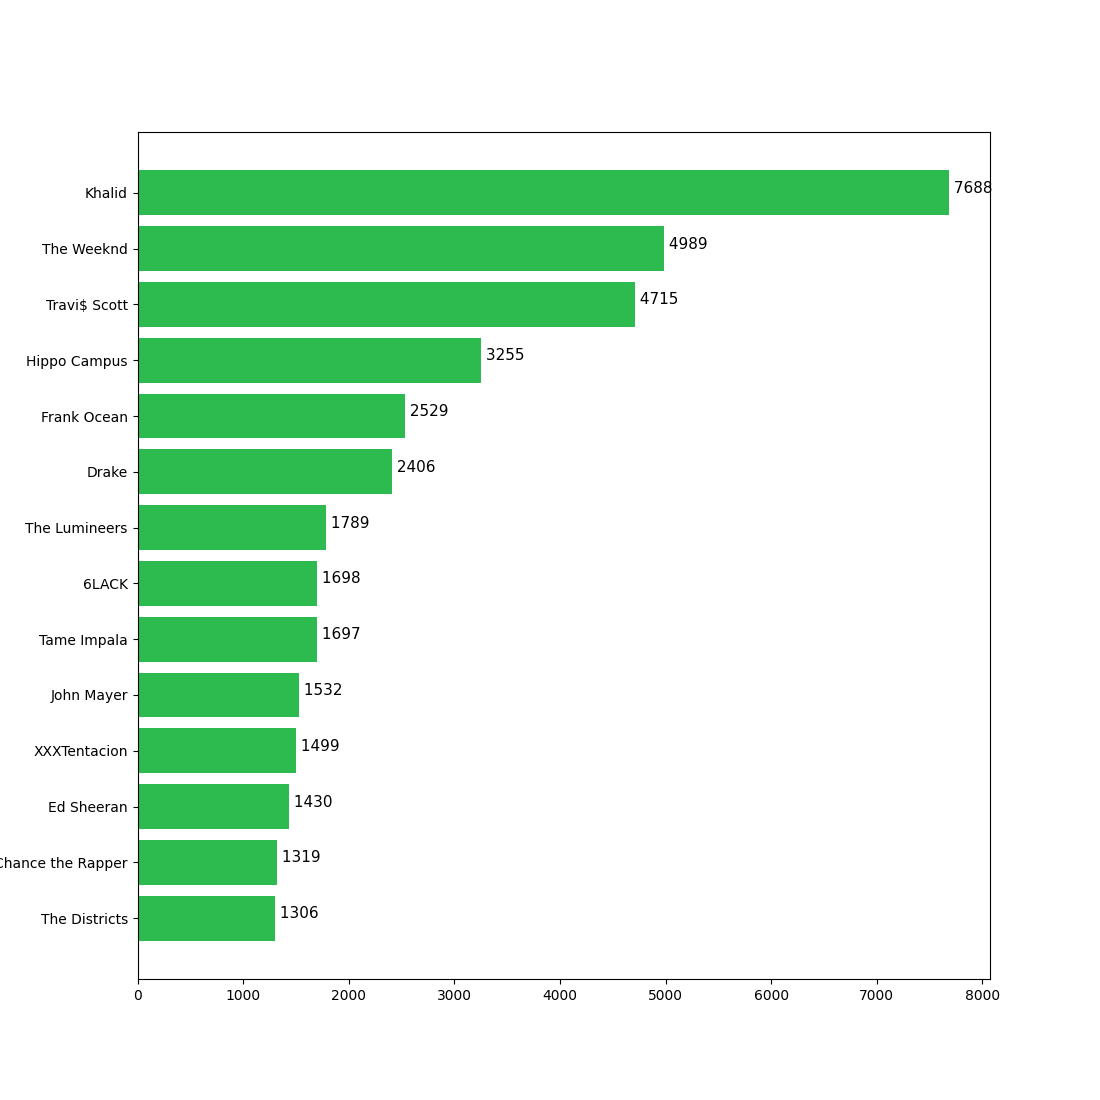 Khalid 7688
The Weeknd 4989
Travi$ Scott 4715
Hippo Campus 3255
Frank Ocean 2529
Drake 2406
The Lumineers 1789
6LACK 1698
Tame Impala 1697
John Mayer 1532
XXXTentacion 1499
Ed Sheeran 1430
Chance the Rapper 1319
The Districts 1306
0 1000 2000 3000 4000 5000 6000 7000 8000